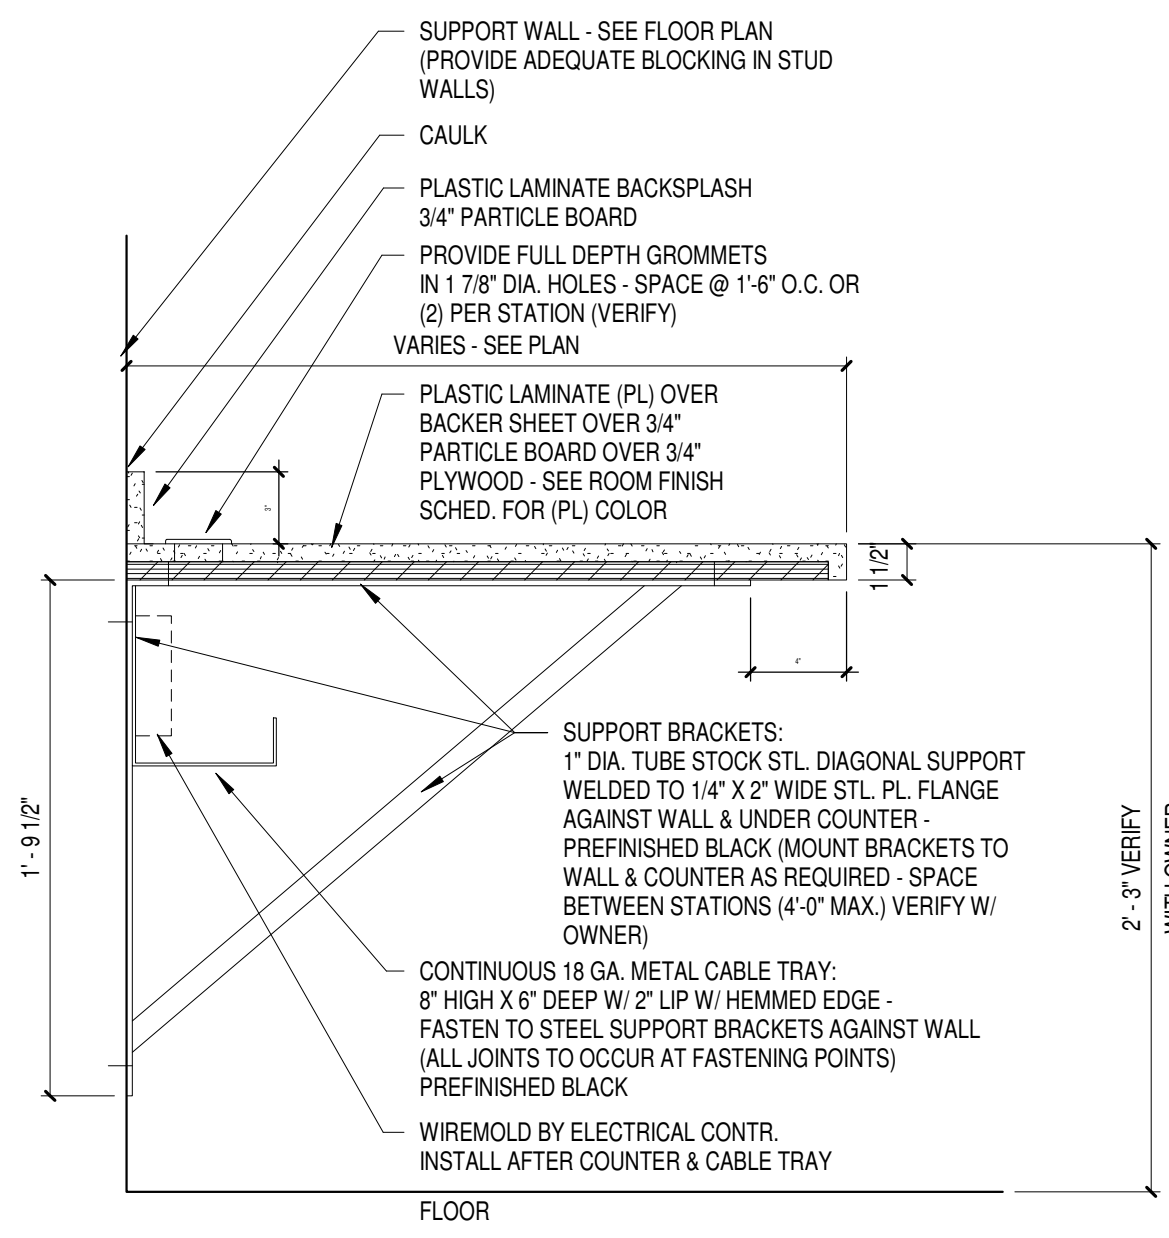 SUPPORT WALL - SEE FLOOR PLAN
(PROVIDE ADEQUATE BLOCKING IN STUD
WALLS)
CAULK
PLASTIC LAMINATE BACKSPLASH
3/4" PARTICLE BOARD
PROVIDE FULL DEPTH GROMMETS
IN 1 7/8" DIA. HOLES - SPACE @ 1'-6" O.C. OR
(2) PER STATION (VERIFY)
VARIES - SEE PLAN
PLASTIC LAMINATE (PL) OVER
BACKER SHEET OVER 3/4"
PARTICLE BOARD OVER 3/4"
PLYWOOD - SEE ROOM FINISH
SCHED. FOR (PL) COLOR
3"
1 1/2"
4"
SUPPORT BRACKETS:
1" DIA. TUBE STOCK STL. DIAGONAL SUPPORT
WELDED TO 1/4" X 2" WIDE STL. PL. FLANGE
AGAINST WALL & UNDER COUNTER -
PREFINISHED BLACK (MOUNT BRACKETS TO
WALL & COUNTER AS REQUIRED - SPACE
BETWEEN STATIONS (4'-0" MAX.) VERIFY W/
OWNER)
1' - 9 1/2"
2' - 3" VERIFY
WITH OWNER
CONTINUOUS 18 GA. METAL CABLE TRAY:
8" HIGH X 6" DEEP W/ 2" LIP W/ HEMMED EDGE -
FASTEN TO STEEL SUPPORT BRACKETS AGAINST WALL
(ALL JOINTS TO OCCUR AT FASTENING POINTS)
PREFINISHED BLACK
WIREMOLD BY ELECTRICAL CONTR.
INSTALL AFTER COUNTER & CABLE TRAY
FLOOR